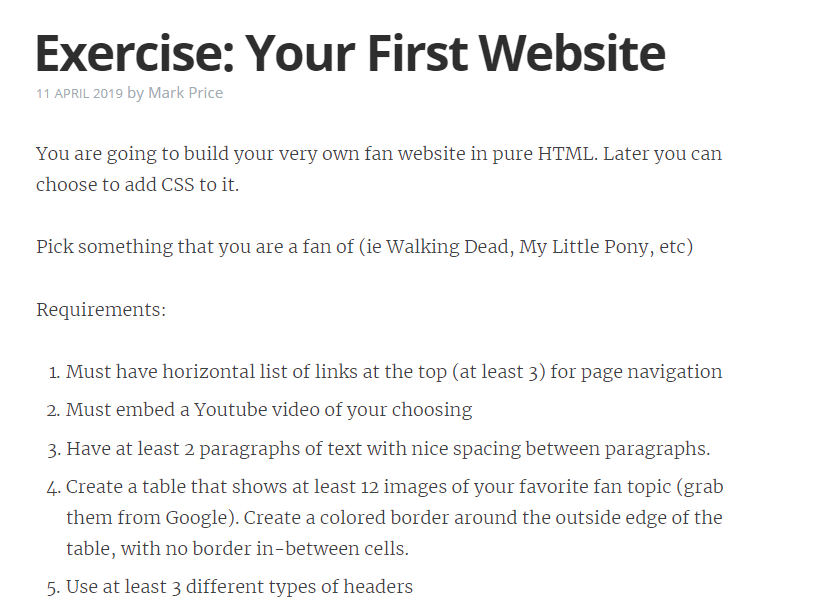 Exercise: Your First Website
11 APRIL 2019 by Mark Price
You are going to build your very own fan website in pure HTML. Later you can
choose to add CSS to it.
Pick something that you are a fan of (ie Walking Dead, My Little Pony, etc)
Requirements:
1. Must have horizontal list of links at the top (at least 3) for page navigation
2. Must embed a Youtube video of your choosing
3. Have at least 2 paragraphs of text with nice spacing between paragraphs.
4. Create a table that shows at least 12 images of your favorite fan topic (grab
them from Google). Create a colored border around the outside edge of the
table, with no border in-between cells.
5. Use at least 3 different types of headers